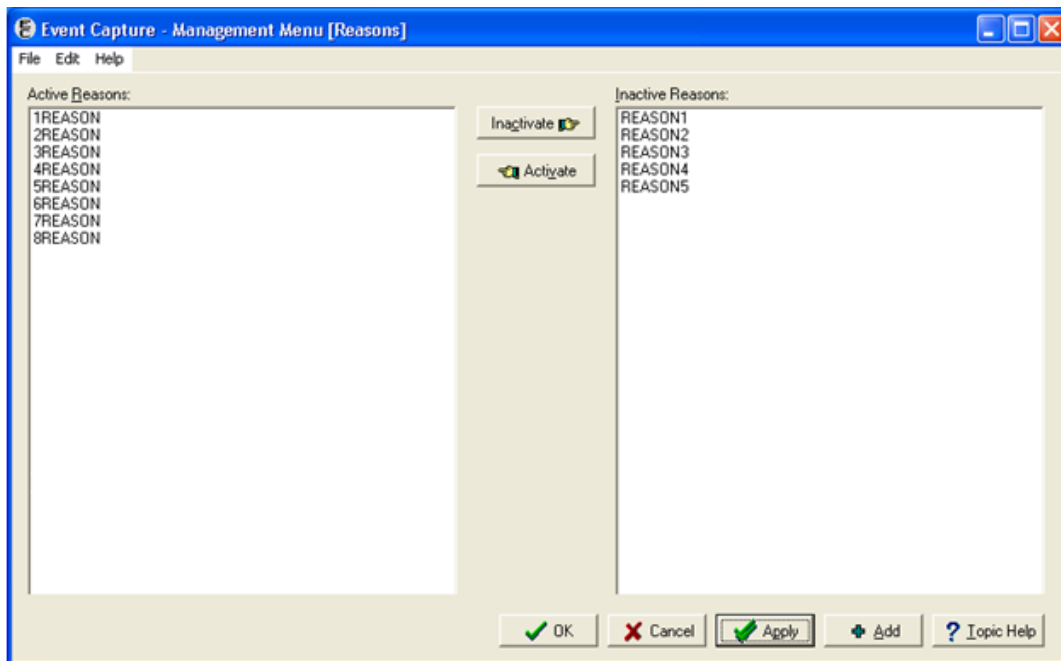 Event Capture - Management Menu [Reasons]
File Edit Help
Active Reasons:
1REASON
2REASON
3REASON
4REASON
5REASON
6REASON
7REASON
8REASON
Inactivate
Activate
Inactive Reasons:
REASON1
REASON2
REASON3
REASON4
REASON5
OK Cancel Apply Add ? Topic Help